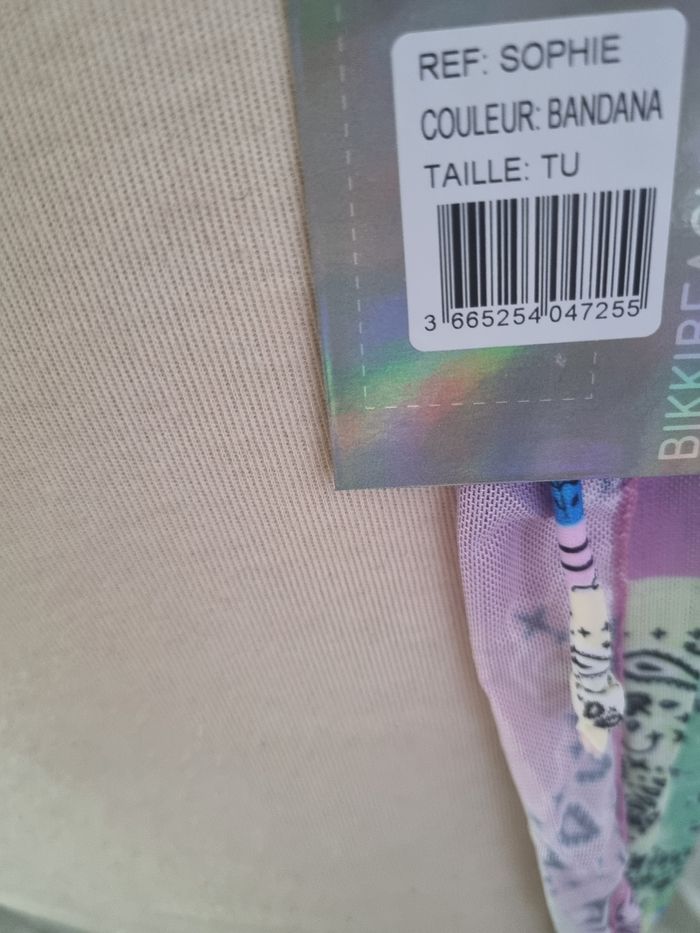 REF: SOPHIE
COULEUR: BANDANA
TAILLE: TU
3 665254 047255